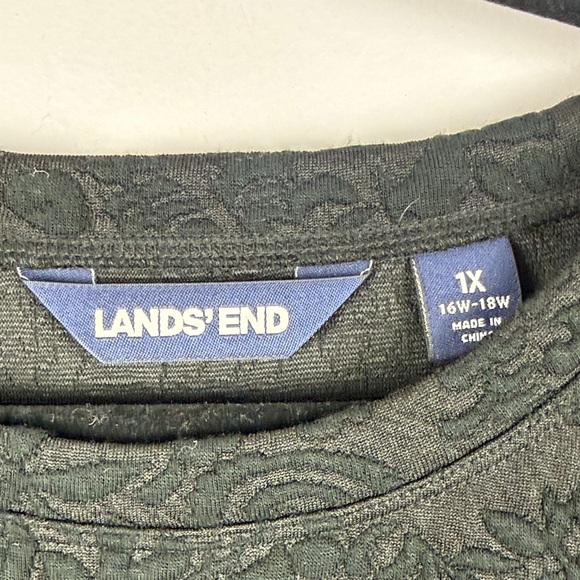 LANDS' END
1X
16W-18W
MADE IN
CHINA